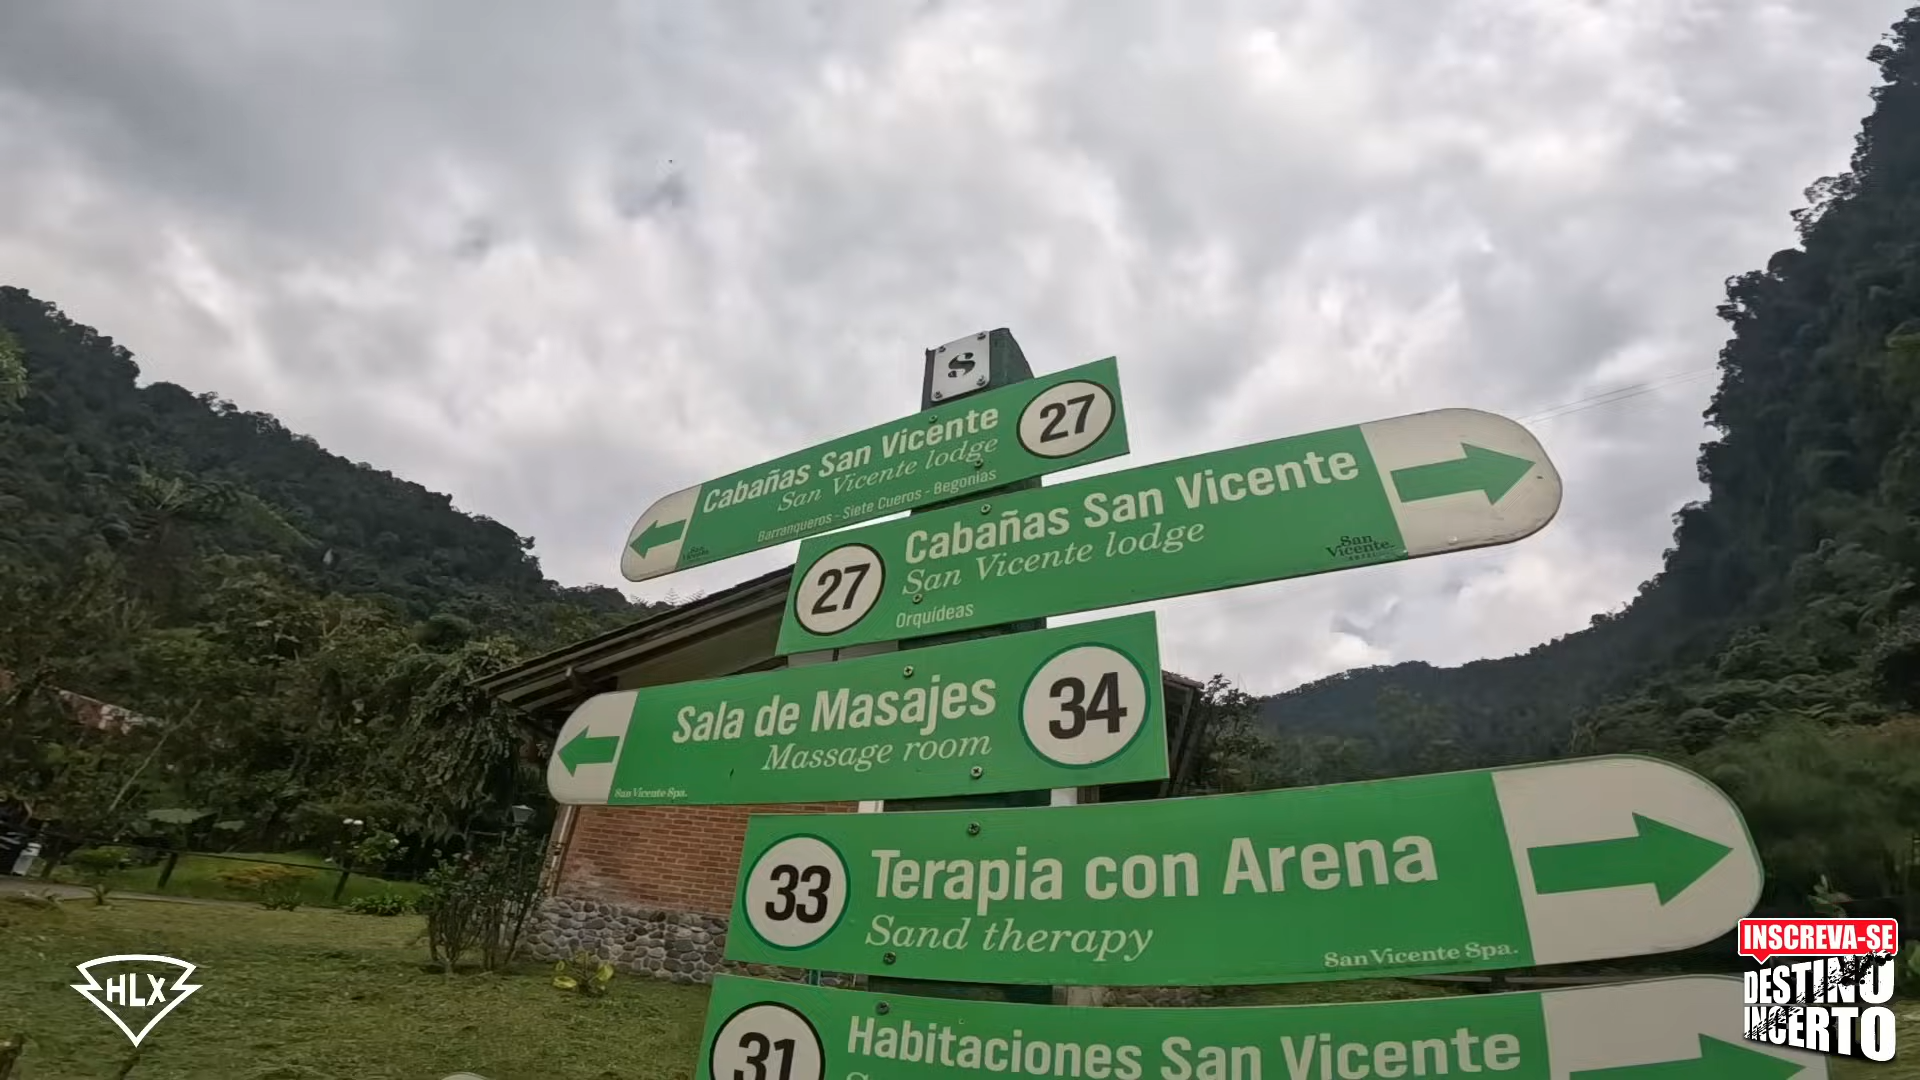 S
Cabañas San Vicente
San Vicente lodge
Barranqueros - Siete Cueros - Begonias
27
San Vicente
27
Cabañas San Vicente
San Vicente lodge
Orquídeas
San
Vicente.
Sala de Masajes
Massage room
San Vicente Spa.
34
33
Terapia con Arena
Sand therapy
San Vicente Spa.
31
Habitaciones San Vicente
HLX
INSCREVA-SE
DESTINO
INCERTO